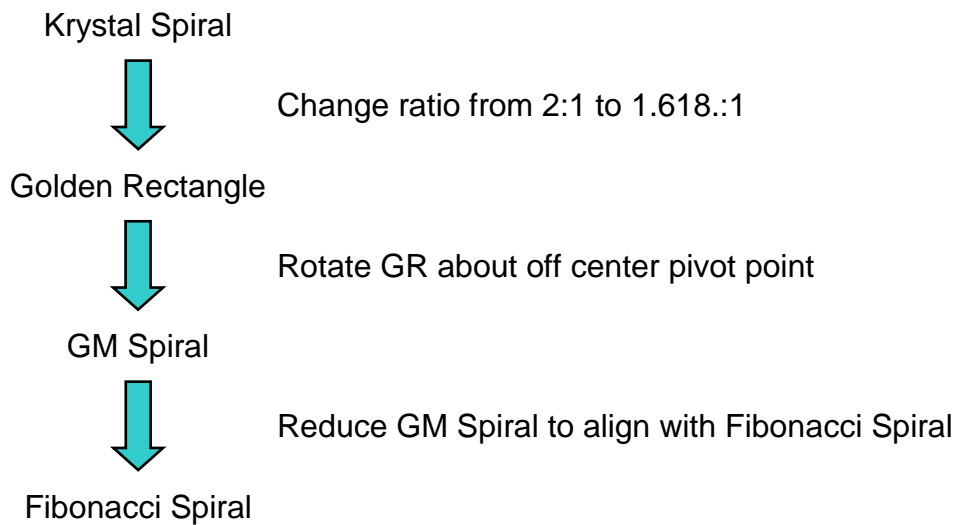 Krystal Spiral
Change ratio from 2:1 to 1.618.:1
Golden Rectangle
Rotate GR about off center pivot point
GM Spiral
Reduce GM Spiral to align with Fibonacci Spiral
Fibonacci Spiral